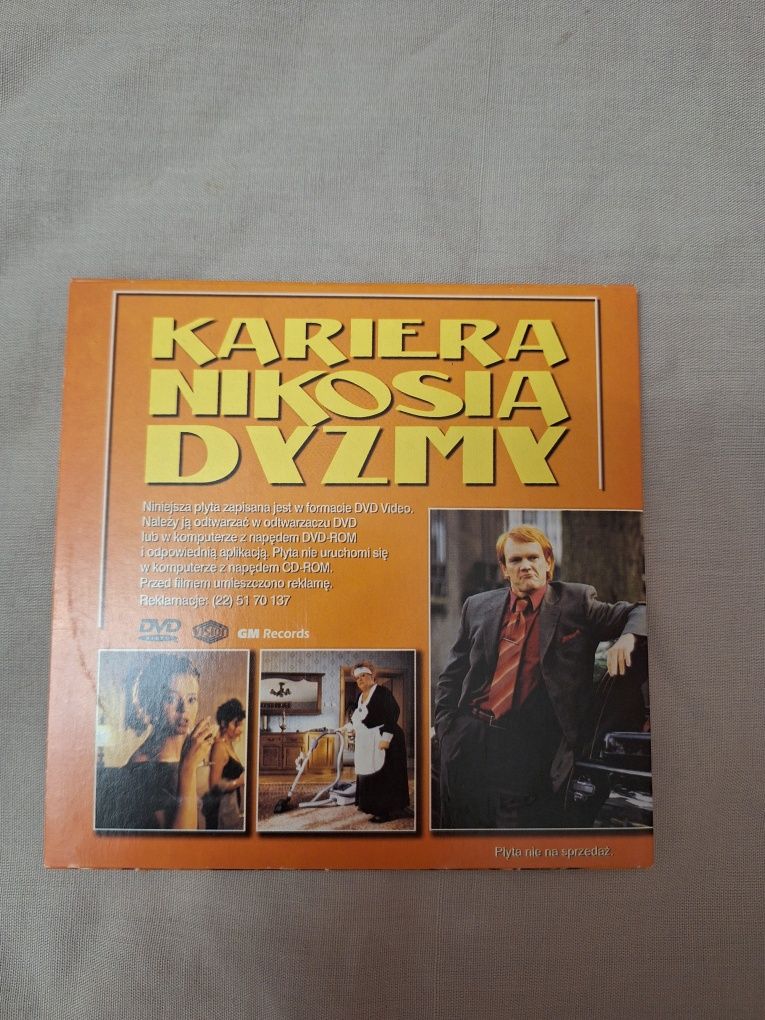 KARIERA
NIKOSIA
DYZMY
Niniejsza płyta zapisana jest w formacie DVD Video.
Należy ją odtwarzać w odtwarzaczu DVD
lub w komputerze z napędem DVD-ROM
i odpowiednią aplikacją. Płyta nie uruchomi się
w komputerze z napędem CD-ROM.
Przed filmem umieszczono reklamę.
Reklamacje: (22) 51 70 137
DVD VISION GM Records
VIDEO
Płyta nie na sprzedaż.